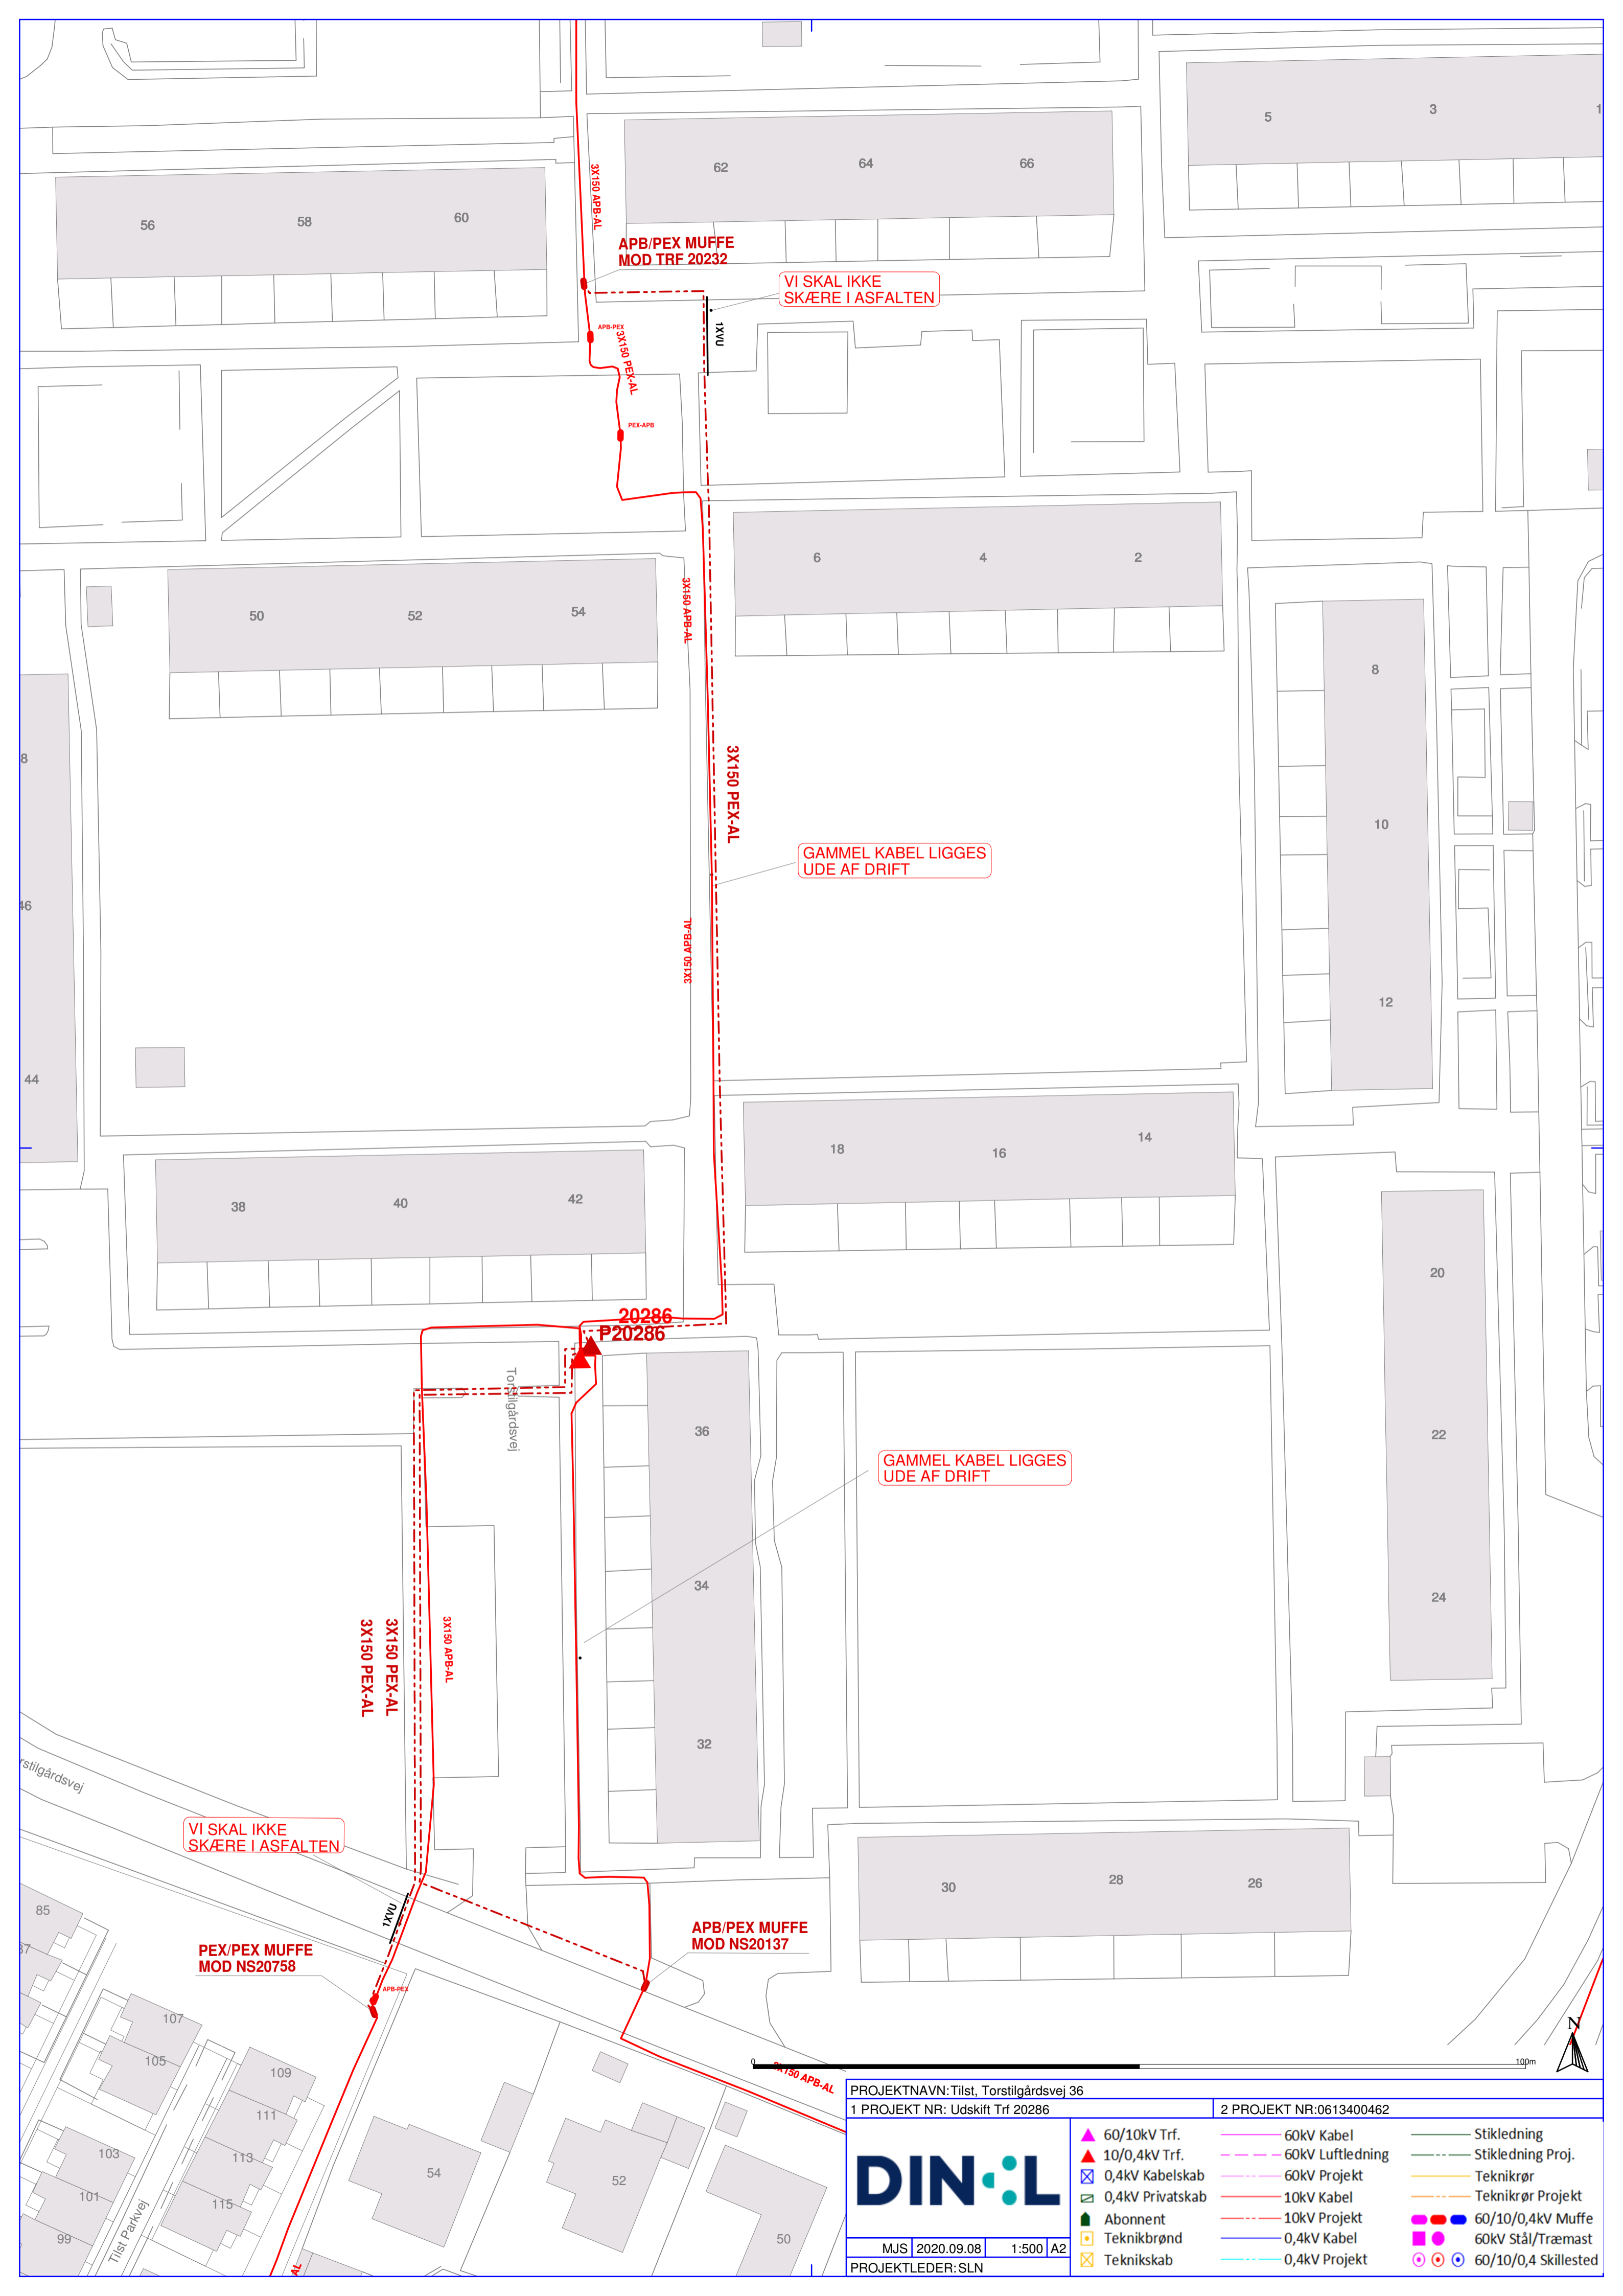 5
3
1
62
64
66
56
58
60
3X150 APB-AL
APB/PEX MUFFE
MOD TRF 20232
VI SKAL IKKE
SKÆRE I ASFALTEN
1XVU
APB-PEX
3X150 PEX-AL
PEX-APB
6
4
2
50
52
54
3X150 APB-AL
8
8
3X150 PEX-AL
10
GAMMEL KABEL LIGGES
UDE AF DRIFT
46
3X150 APB-AL
12
44
18
16
14
38
40
42
20
20286
P20286
Torstilgårdsvej
36
22
GAMMEL KABEL LIGGES
UDE AF DRIFT
34
24
3X150 PEX-AL
3X150 PEX-AL
3X150 APB-AL
32
rstilgårdsvej
VI SKAL IKKE
SKÆRE I ASFALTEN
30
28
26
85
87
1XVU
APB/PEX MUFFE
MOD NS20137
PEX/PEX MUFFE
MOD NS20758
APB-PEX
107
105
109
111
103
113
101
115
99
Tilst Parkvej
54
52
50
AL
3X150 APB-AL
N
0
100m
PROJEKTNAVN: Tilst, Torstilgårdsvej 36
1 PROJEKT NR: Udskift Trf 20286
2 PROJEKT NR:0613400462
DINEL
MJS 2020.09.08 1:500 A2
PROJEKTLEDER: SLN
60/10kV Trf.
10/0,4kV Trf.
0,4kV Kabelskab
0,4kV Privatskab
Abonnent
Teknikbrønd
Teknikskab
60kV Kabel
60kV Luftledning
60kV Projekt
10kV Kabel
10kV Projekt
0,4kV Kabel
0,4kV Projekt
Stikledning
Stikledning Proj.
Teknikrør
Teknikrør Projekt
60/10/0,4kV Muffe
60kV Stål/Træmast
60/10/0,4 Skillested